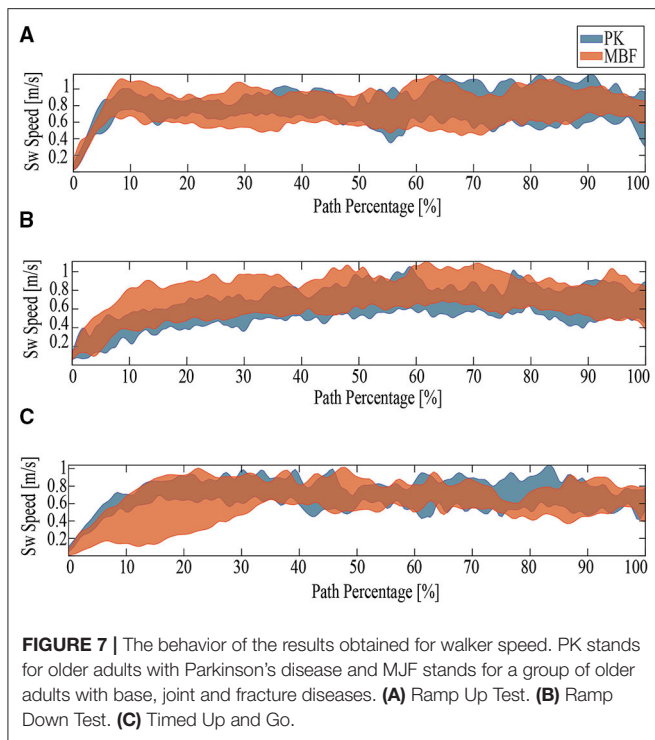 A
PK
MBF
Sw Speed [m/s]
1
0.8
0.6
0.4
0.2
0 10 20 30 40 50 60 70 80 90 100
Path Percentage [%]
B
Sw Speed [m/s]
1
0.8
0.6
0.4
0.2
0 10 20 30 40 50 60 70 80 90 100
Path Percentage [%]
C
Sw Speed [m/s]
1
0.8
0.6
0.4
0.2
0 10 20 30 40 50 60 70 80 90 100
Path Percentage [%]
FIGURE 7 | The behavior of the results obtained for walker speed. PK stands
for older adults with Parkinson's disease and MJF stands for a group of older
adults with base, joint and fracture diseases. (A) Ramp Up Test. (B) Ramp
Down Test. (C) Timed Up and Go.